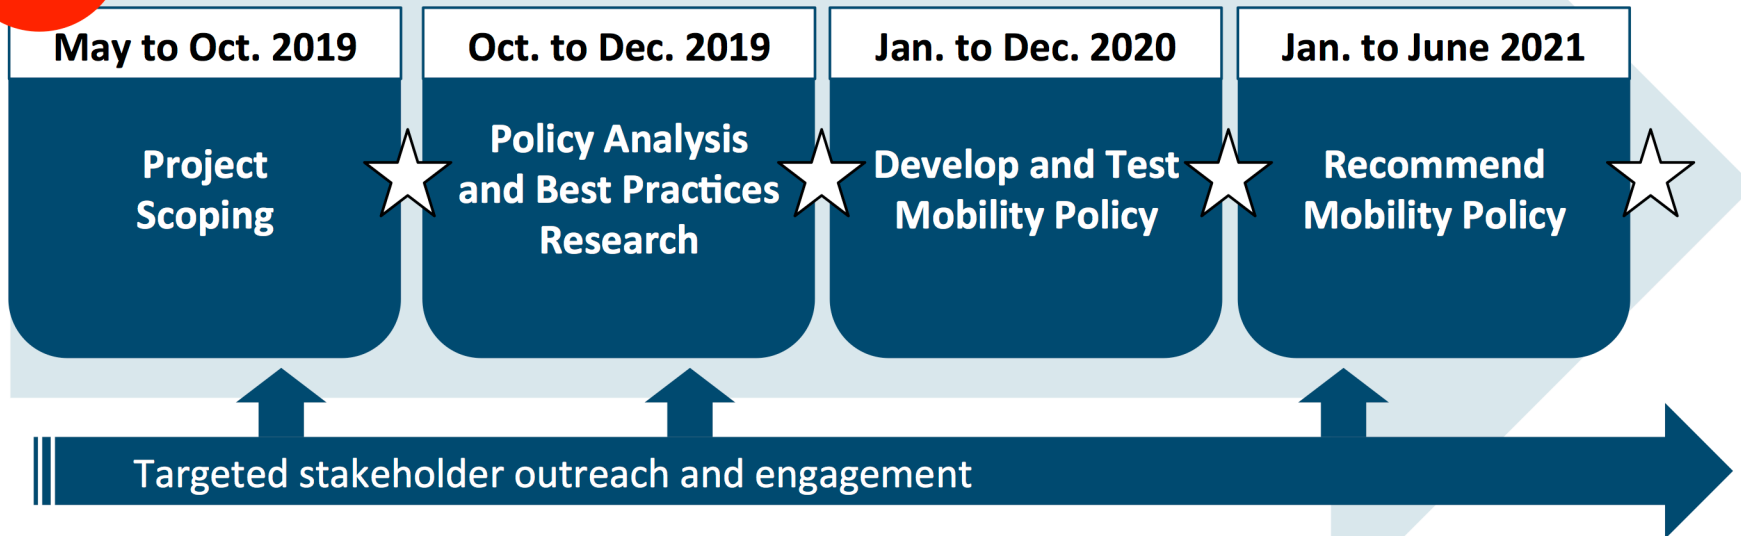 May to Oct. 2019
Project
Scoping
Oct. to Dec. 2019
Policy Analysis
and Best Practices
Research
Jan. to Dec. 2020
Develop and Test
Mobility Policy
Jan. to June 2021
Recommend
Mobility Policy
Targeted stakeholder outreach and engagement